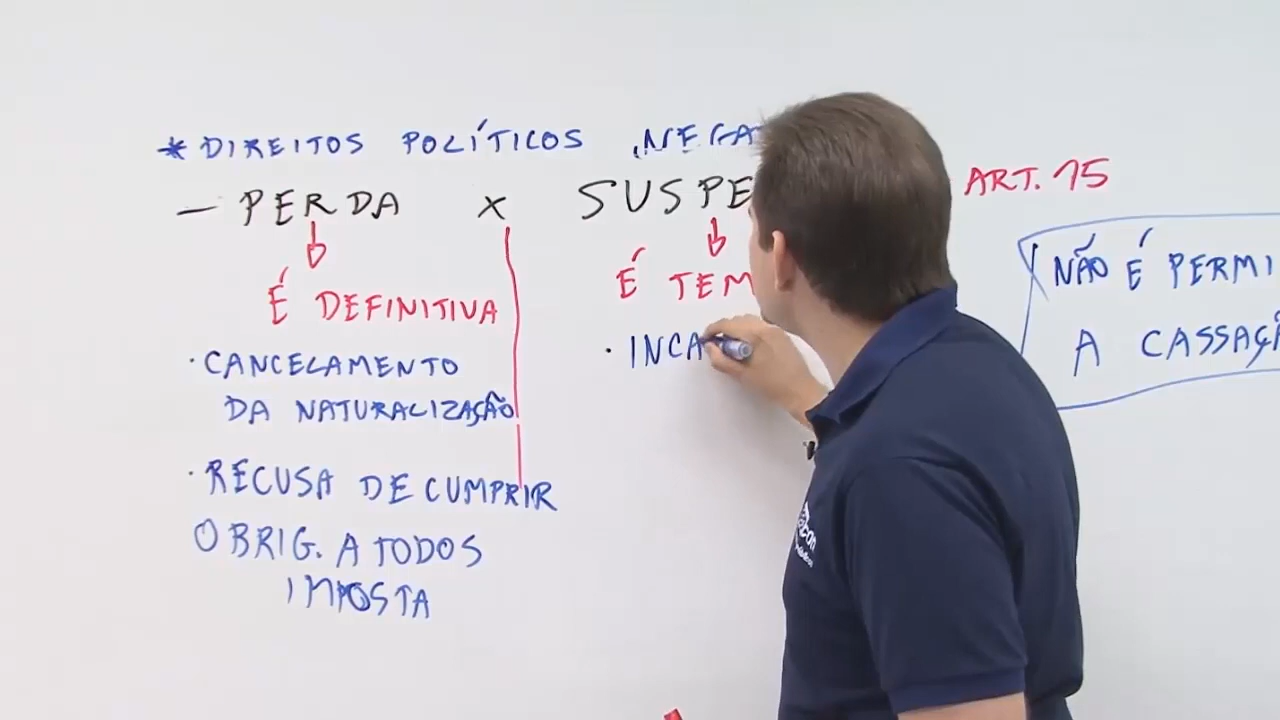 * DIREITOS POLÍTICOS NEGA
- PERDA X SUSPE
ART. 15
É DEFINITIVA
É TEM
· CANCELAMENTO
DA NATURALIZAÇÃO
· RECUSA DE CUMPRIR
OBRIG. A TODOS
IMPOSTA
· INCA
NÃO É PERMI
A CASSAÇÃ